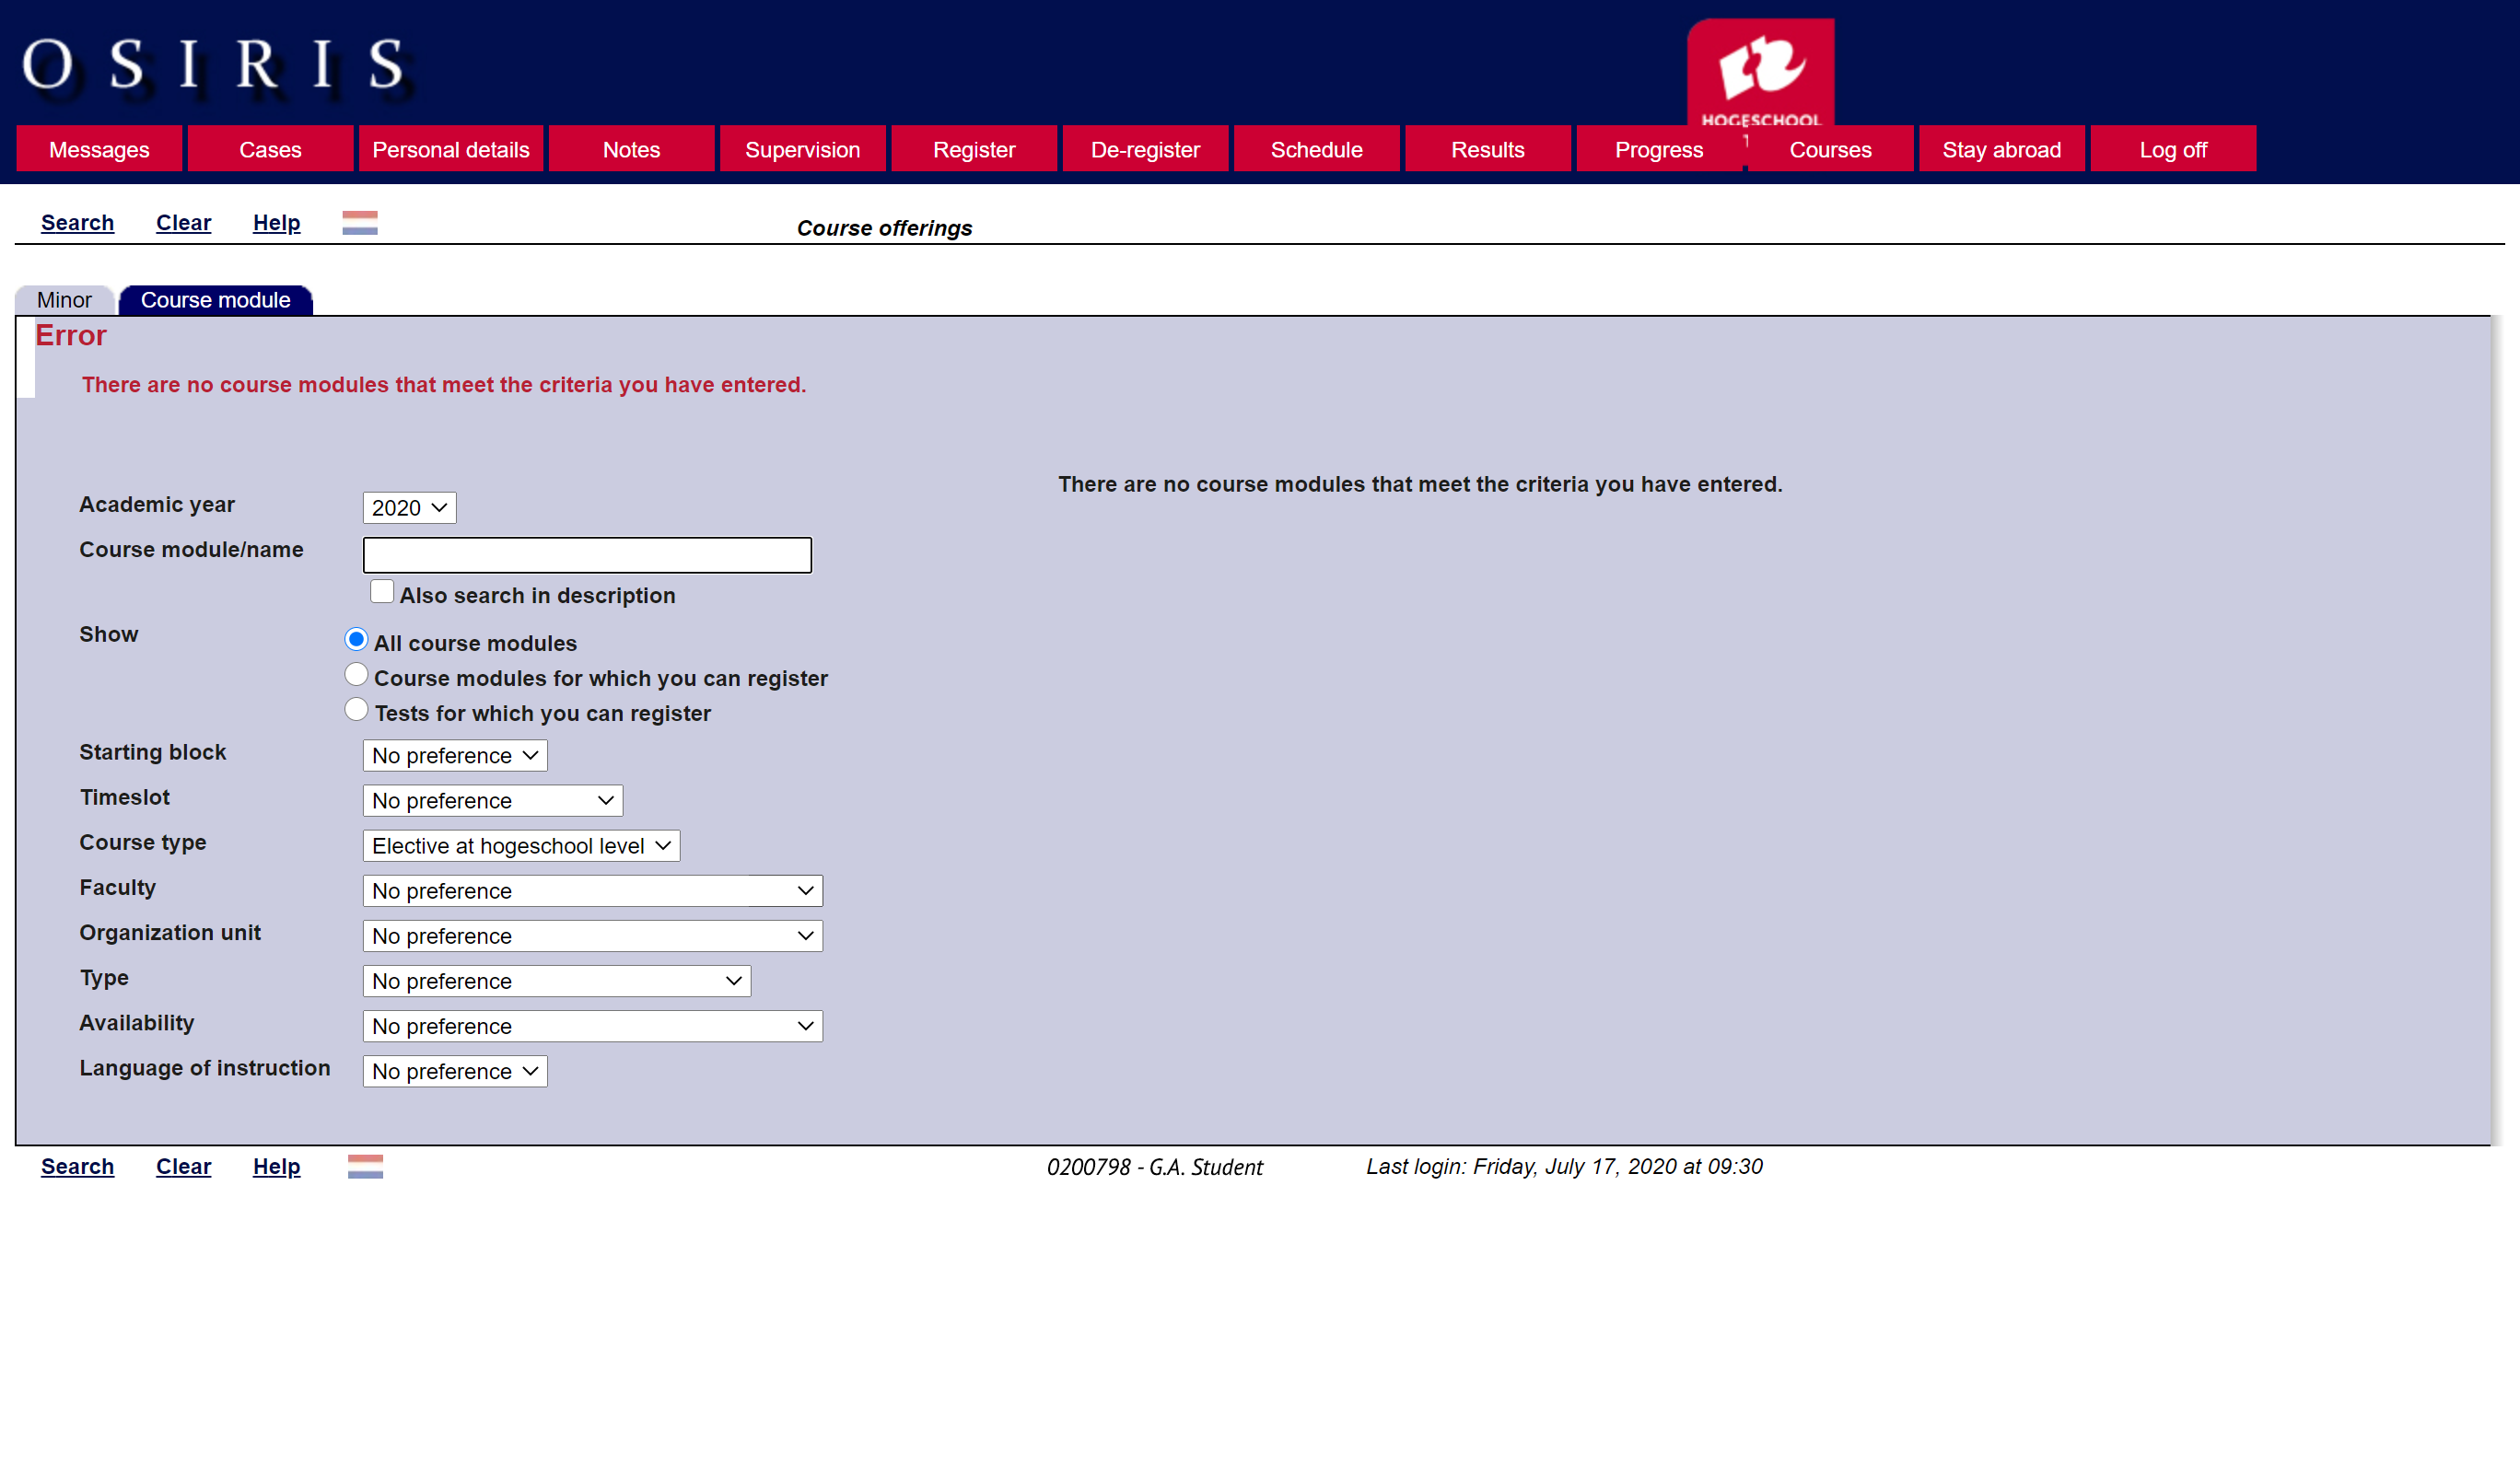 OSIRIS
HOGESCHOOL
Messages Cases Personal details Notes Supervision Register De-register Schedule Results Progress Courses Stay abroad Log off
Search Clear Help Course offerings
Minor Course module
Error
There are no course modules that meet the criteria you have entered.
There are no course modules that meet the criteria you have entered.
Academic year 2020
Course module/name
Also search in description
Show All course modules
Course modules for which you can register
Tests for which you can register
Starting block No preference
Timeslot No preference
Course type Elective at hogeschool level
Faculty No preference
Organization unit No preference
Type No preference
Availability No preference
Language of instruction No preference
Search Clear Help 0200798 - G.A. Student Last login: Friday, July 17, 2020 at 09:30